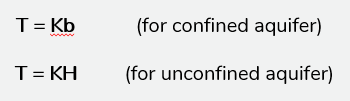 T = Kb (for confined aquifer)
T = KH (for unconfined aquifer)